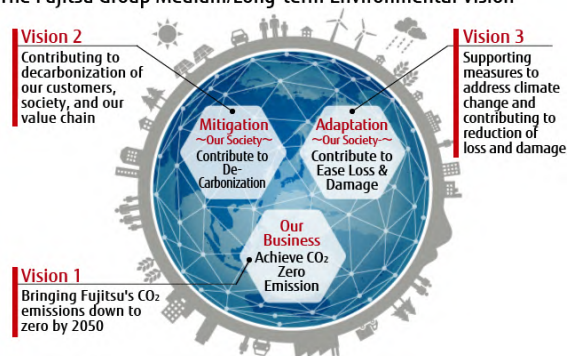 The Fujitsu Group Medium/Long-term Environmental Vision
Vision 2
Contributing to
decarbonization of
our customers,
society, and our
value chain
Vision 3
Supporting
measures to
address climate
change and
contributing to
reduction of
loss and damage
Mitigation
~Our Society~
Contribute to
De-
Carbonization
Adaptation
~Our Society~
Contribute to
Ease Loss &
Damage
Our
Business
Achieve CO₂
Zero
Emission
Vision 1
Bringing Fujitsu's CO₂
emissions down to
zero by 2050